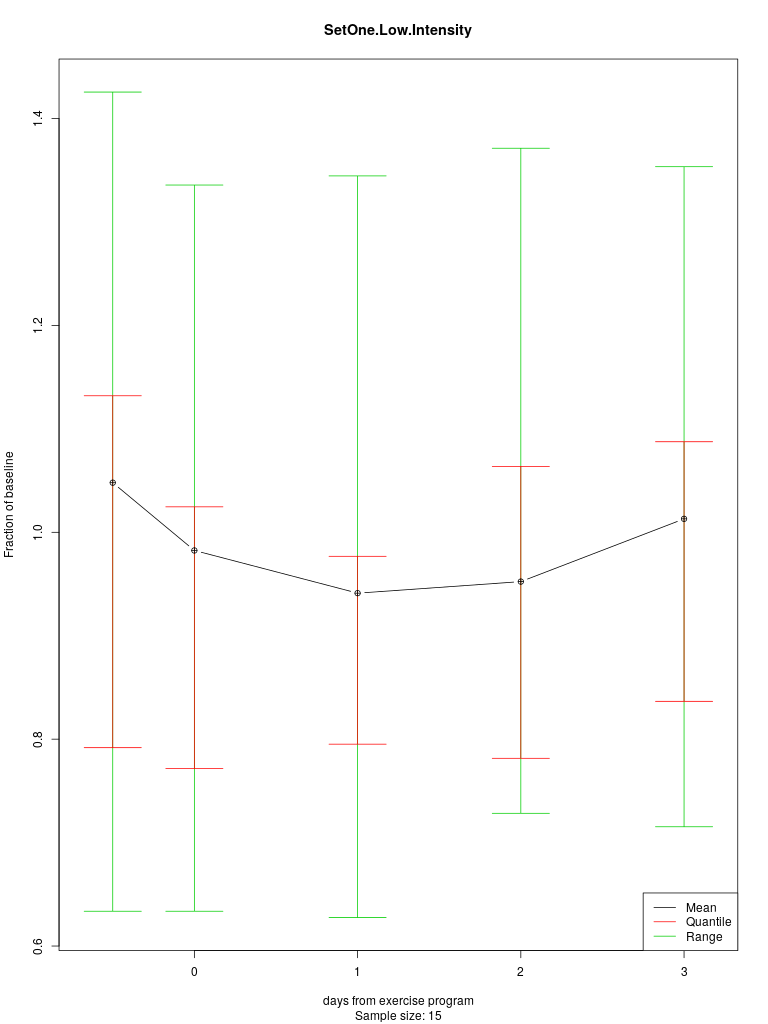 SetOne.Low.Intensity
Fraction of baseline
1.4
1.2
1.0
0.8
0.6
0
1
2
3
Mean
Quantile
Range
days from exercise program
Sample size: 15